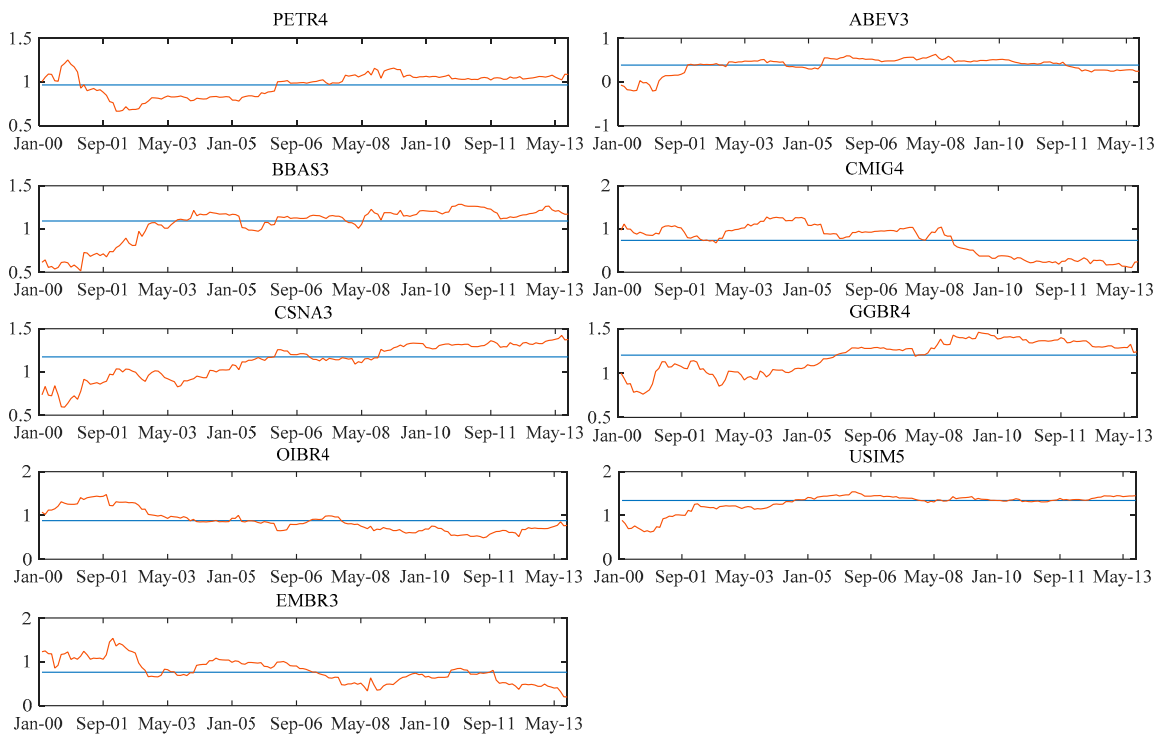 PETR4
1.5
1
0.5
Jan-00 Sep-01 May-03 Jan-05 Sep-06 May-08 Jan-10 Sep-11 May-13
ABEV3
1
0
-1
Jan-00 Sep-01 May-03 Jan-05 Sep-06 May-08 Jan-10 Sep-11 May-13
BBAS3
1.5
1
0.5
Jan-00 Sep-01 May-03 Jan-05 Sep-06 May-08 Jan-10 Sep-11 May-13
CMIG4
2
1
0
Jan-00 Sep-01 May-03 Jan-05 Sep-06 May-08 Jan-10 Sep-11 May-13
CSNA3
1.5
1
0.5
Jan-00 Sep-01 May-03 Jan-05 Sep-06 May-08 Jan-10 Sep-11 May-13
GGBR4
1.5
1
0.5
Jan-00 Sep-01 May-03 Jan-05 Sep-06 May-08 Jan-10 Sep-11 May-13
OIBR4
2
1
0
Jan-00 Sep-01 May-03 Jan-05 Sep-06 May-08 Jan-10 Sep-11 May-13
USIM5
2
1
0
Jan-00 Sep-01 May-03 Jan-05 Sep-06 May-08 Jan-10 Sep-11 May-13
EMBR3
2
1
0
Jan-00 Sep-01 May-03 Jan-05 Sep-06 May-08 Jan-10 Sep-11 May-13